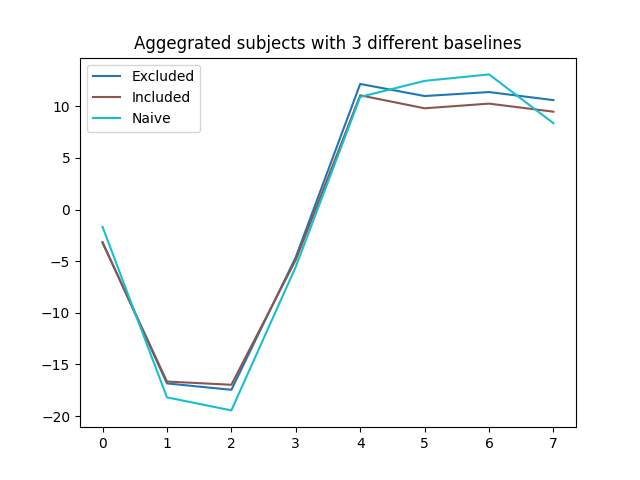 Aggegrated subjects with 3 different baselines
Excluded
Included
Naive
10
5
0
−5
−10
−15
−20
0 1 2 3 4 5 6 7